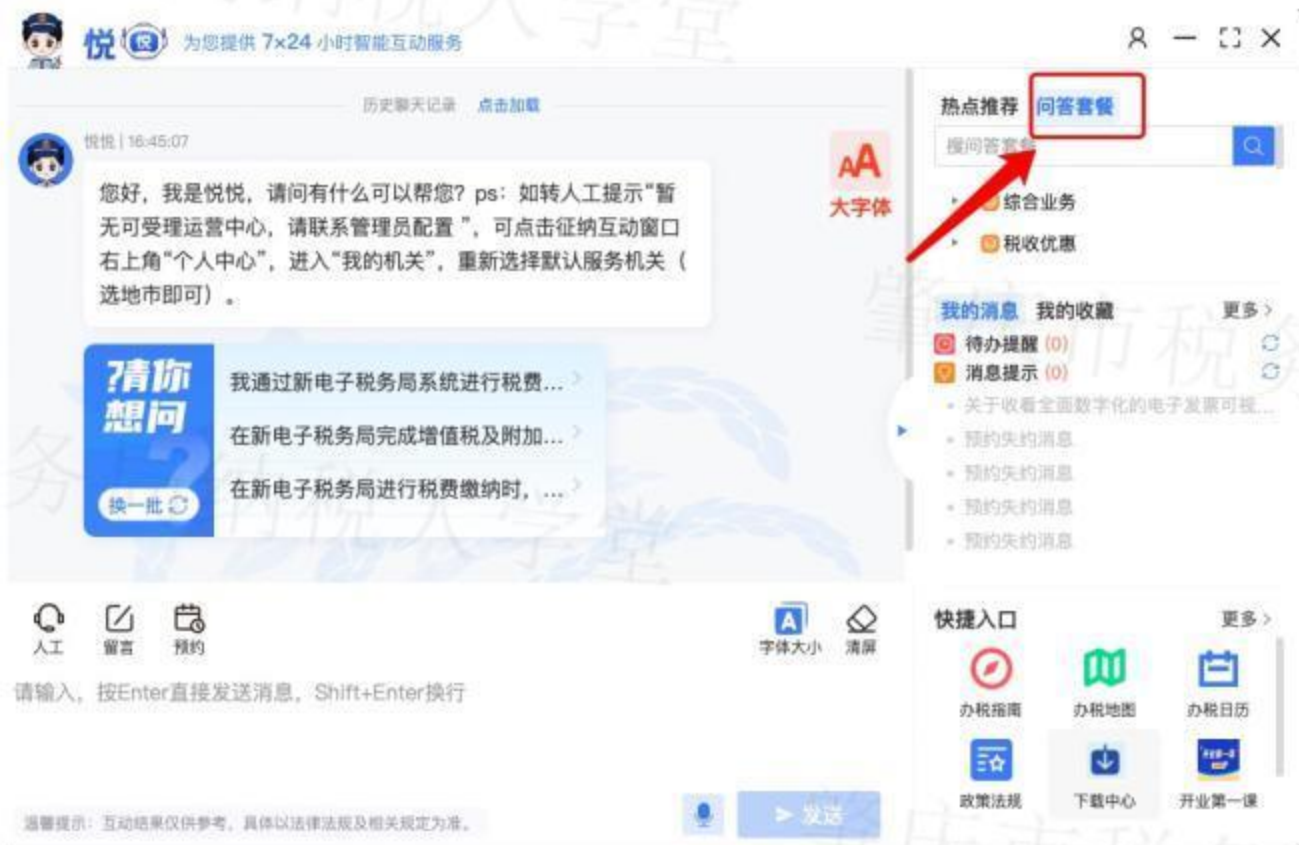 悦 悦 为您提供 7×24 小时智能互动服务
历史聊天记录 点击加载
悦悦 | 16:45:07
您好，我是悦悦，请问有什么可以帮您？ps：如转人工提示“暂
无可受理运营中心，请联系管理员配置 ”，可点击征纳互动窗口
右上角“个人中心”，进入“我的机关”，重新选择默认服务机关（
选地市即可）。
AA
大字体
?清你
想问
换一批
我通过新电子税务局系统进行税费...
在新电子税务局完成增值税及附加...
在新电子税务局进行税费缴纳时，...
热点推荐 问答套餐
搜问答套餐
综合业务
税收优惠
我的消息 我的收藏 更多 >
待办提醒 (0)
消息提示 (0)
关于收看全面数字化的电子发票可视...
预约失约消息
预约失约消息
预约失约消息
预约失约消息
人工 留言 预约
A
字体大小 清屏
请输入，按Enter直接发送消息，Shift+Enter换行
温馨提示：互动结果仅供参考，具体以法律法规及相关规定为准。
发送
快捷入口 更多 >
办税指南 办税地图 办税日历
政策法规 下载中心 开业第一课
肇庆市税务
务局纳税人学堂